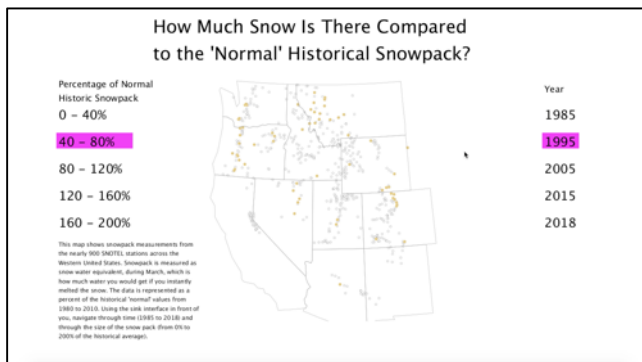 How Much Snow Is There Compared
to the 'Normal' Historical Snowpack?
Percentage of Normal
Historic Snowpack
0 – 40%
40 – 80%
80 – 120%
120 – 160%
160 – 200%
This map shows snowpack measurements from
the nearly 900 SNOTEL stations across the
Western United States. Snowpack is measured as
snow water equivalent, during March, which is
how much water you would get if you instantly
melted the snow. The data is represented as a
percent of the historical 'normal' values from
1980 to 2010. Using the sink interface in front of
you, navigate through time (1985 to 2018) and
through the size of the snow pack (from 0% to
200% of the historical average).
Year
1985
1995
2005
2015
2018